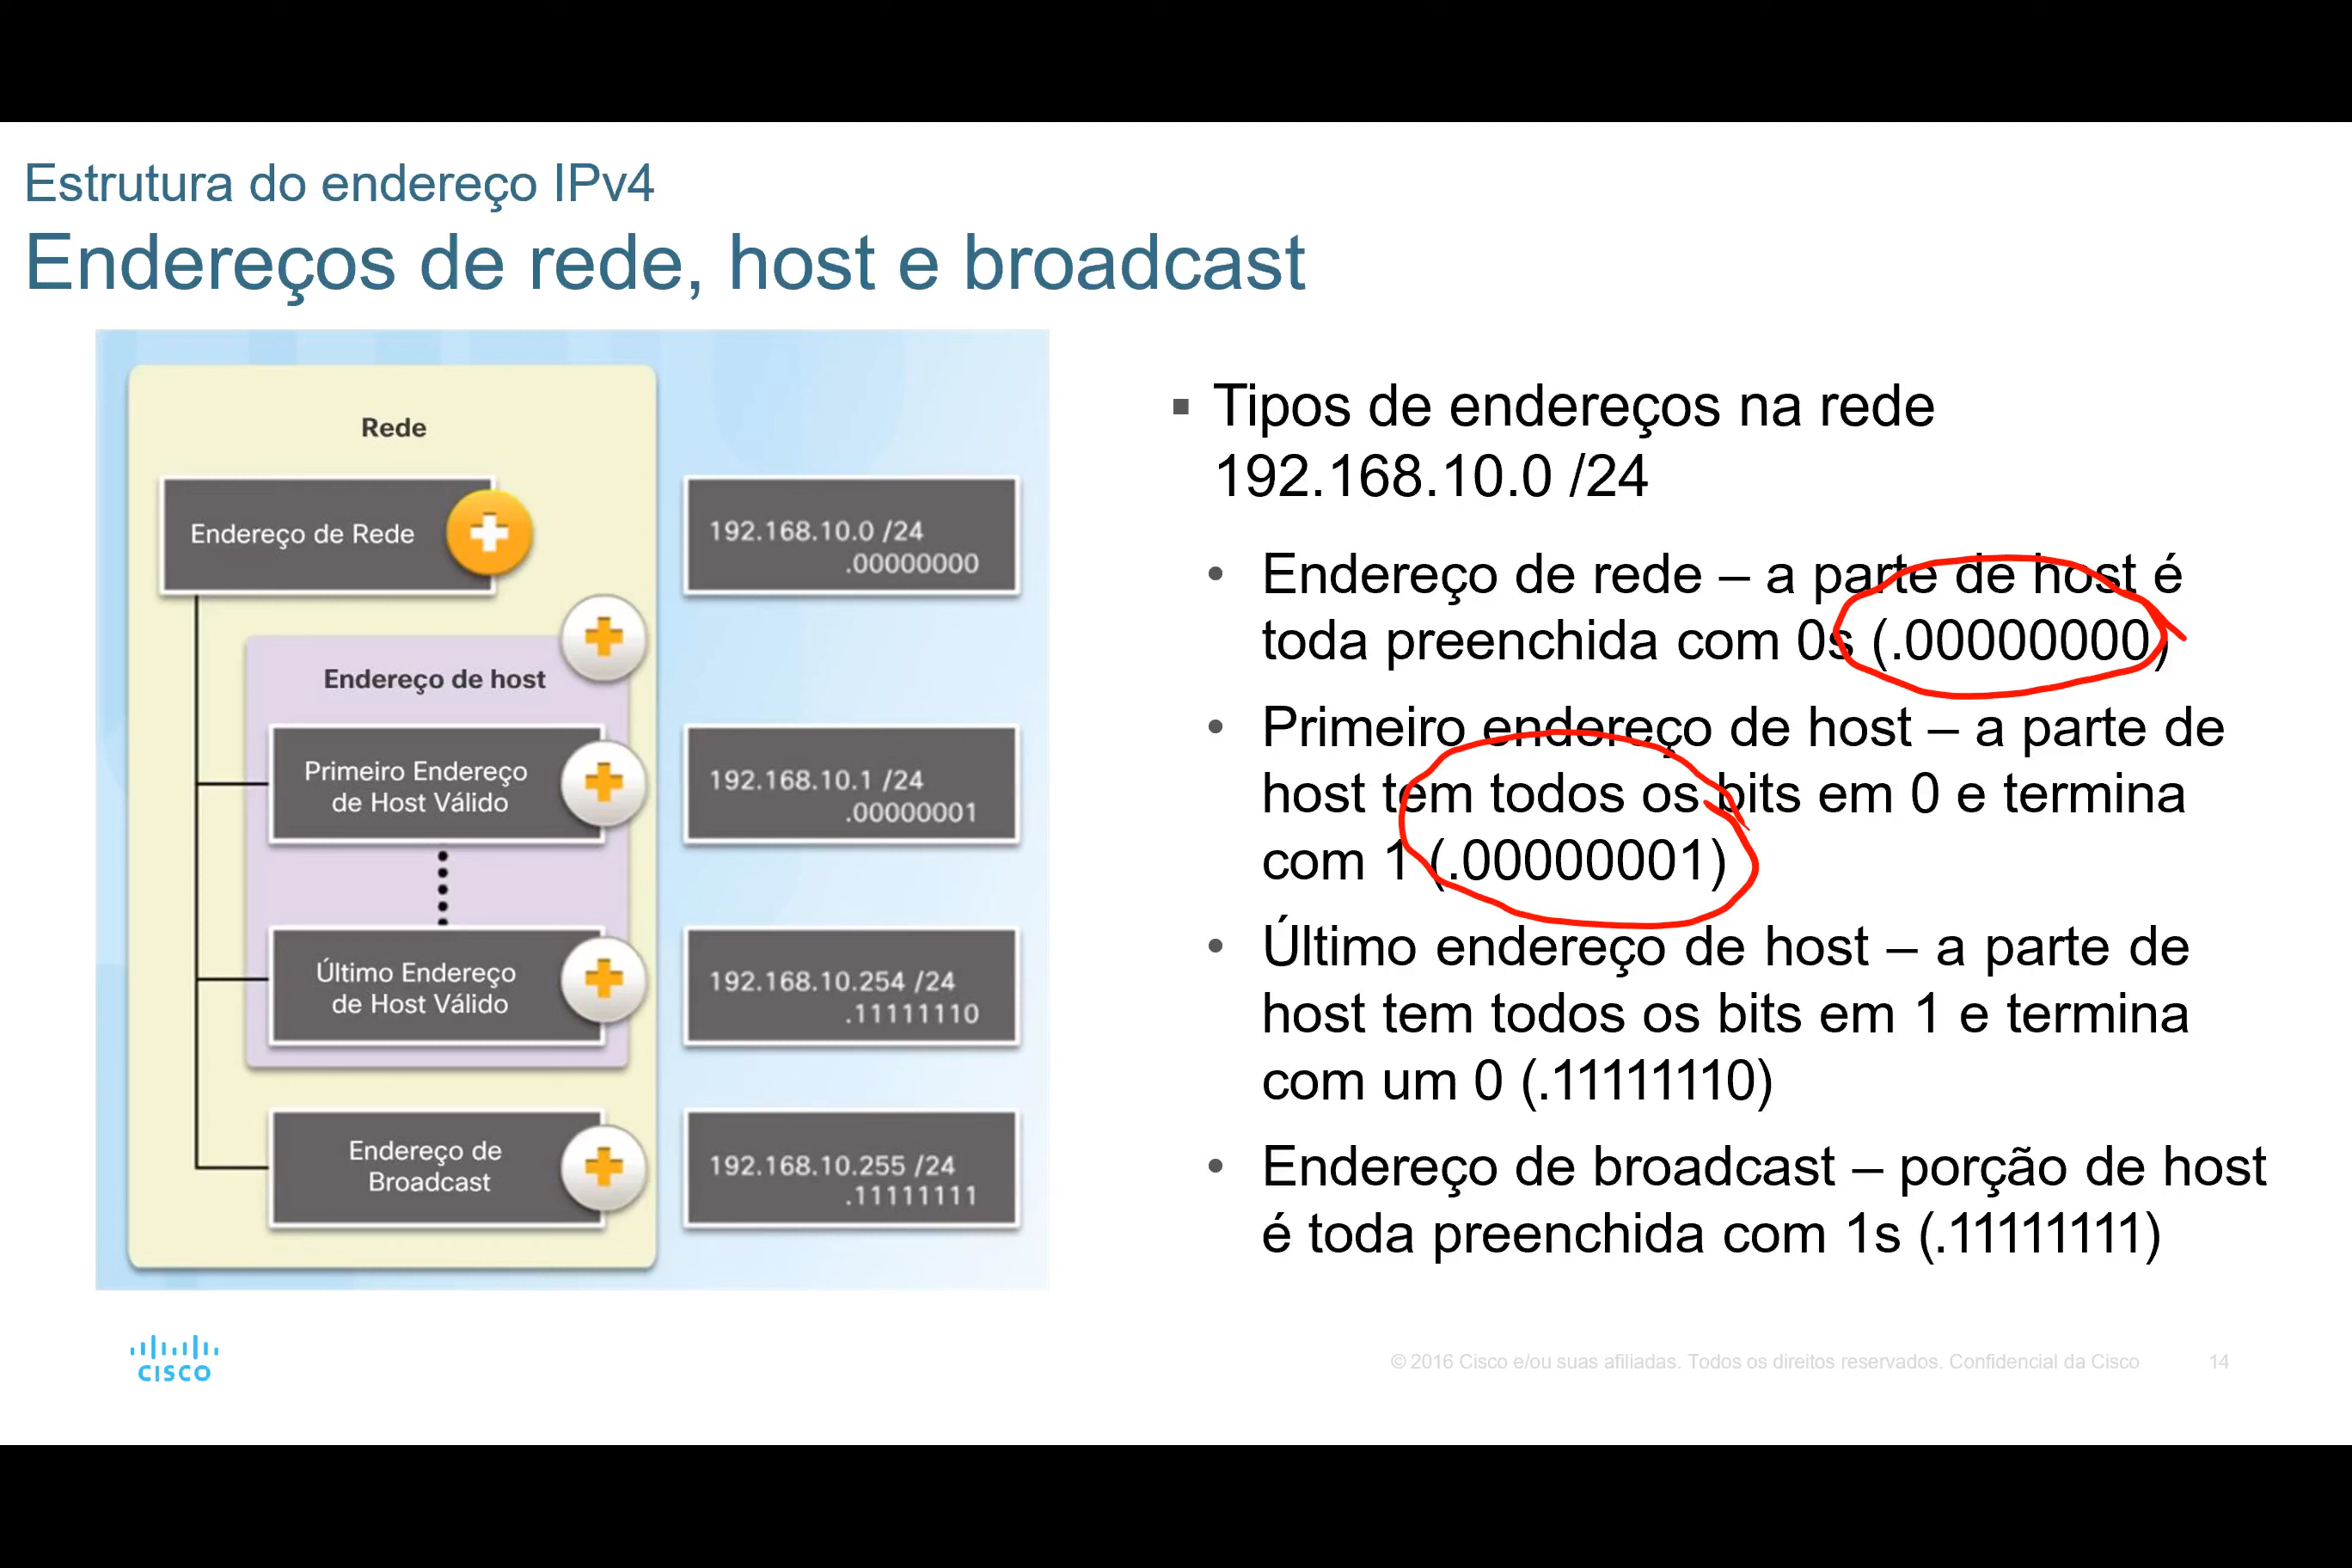 Estrutura do endereço IPv4
Endereços de rede, host e broadcast
Rede
Endereço de Rede
192.168.10.0 /24
.00000000
Endereço de host
Primeiro Endereço
de Host Válido
192.168.10.1 /24
.00000001
Último Endereço
de Host Válido
192.168.10.254 /24
.11111110
Endereço de
Broadcast
192.168.10.255 /24
.11111111
▪ Tipos de endereços na rede
192.168.10.0 /24
• Endereço de rede – a parte de host é
toda preenchida com 0s (.00000000)
• Primeiro endereço de host – a parte de
host tem todos os bits em 0 e termina
com 1 (.00000001)
• Último endereço de host – a parte de
host tem todos os bits em 1 e termina
com um 0 (.11111110)
• Endereço de broadcast – porção de host
é toda preenchida com 1s (.11111111)
CISCO
© 2016 Cisco e/ou suas afiliadas. Todos os direitos reservados. Confidencial da Cisco 14